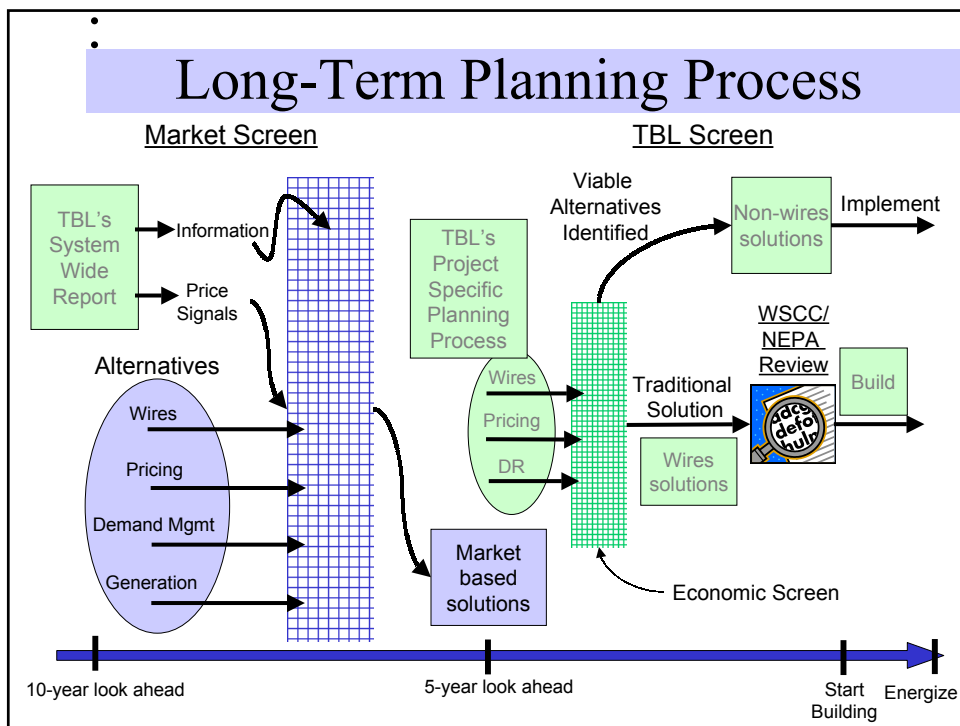 Long-Term Planning Process
Market Screen
TBL's
System
Wide
Report
Information
Price
Signals
Alternatives
Wires
Pricing
Demand Mgmt
Generation
Market
based
solutions
TBL Screen
TBL's
Project
Specific
Planning
Process
Wires
Pricing
DR
Viable
Alternatives
Identified
Non-wires
solutions
Implement
Traditional
Solution
Wires
solutions
WSCC/
NEPA
Review
adce
defo
hulp
Build
Economic Screen
10-year look ahead
5-year look ahead
Start
Building
Energize